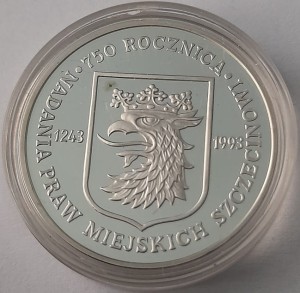 750 ROCZNICA · NADANIA PRAW MIEJSKICH SZCZECINOWI ·
1243
1993